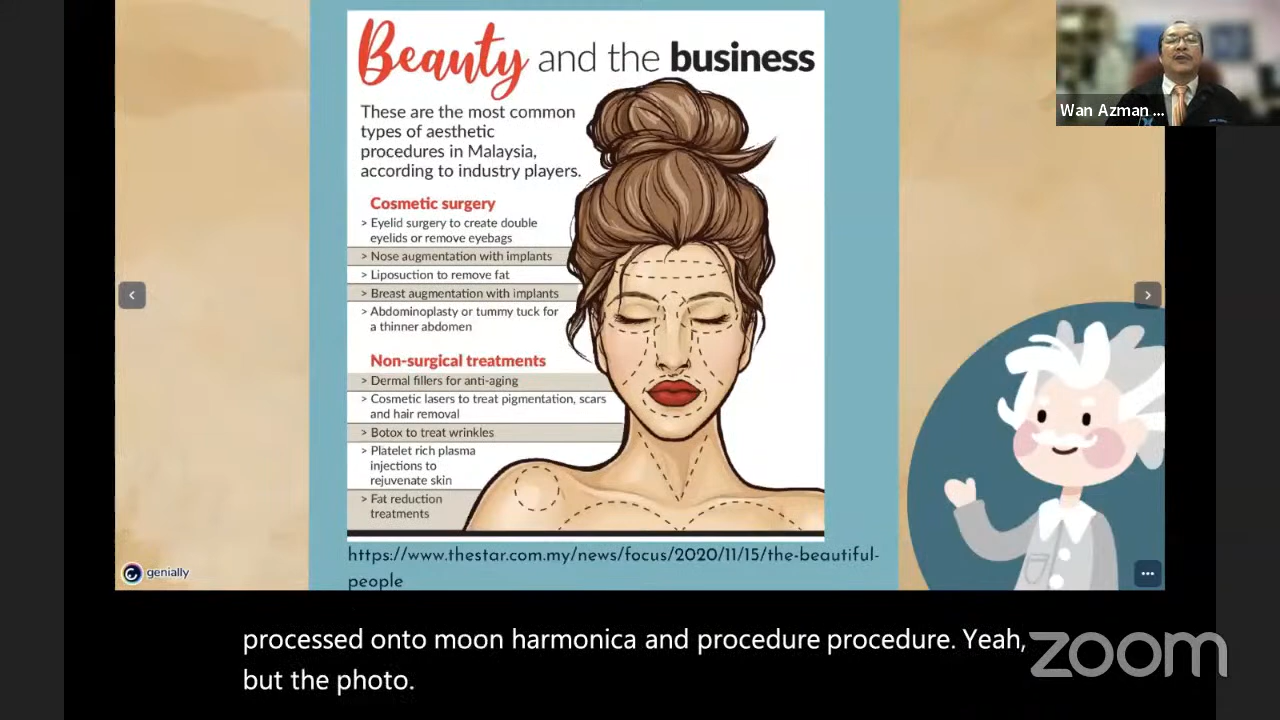 Beauty and the business
These are the most common
types of aesthetic
procedures in Malaysia,
according to industry players.
Cosmetic surgery
> Eyelid surgery to create double
eyelids or remove eyebags
> Nose augmentation with implants
> Liposuction to remove fat
> Breast augmentation with implants
> Abdominoplasty or tummy tuck for
a thinner abdomen
Non-surgical treatments
> Dermal fillers for anti-aging
> Cosmetic lasers to treat pigmentation, scars
and hair removal
> Botox to treat wrinkles
> Platelet rich plasma
injections to
rejuvenate skin
> Fat reduction
treatments
https://www.thestar.com.my/news/focus/2020/11/15/the-beautiful-
people
Wan Azman ...
genially
processed onto moon harmonica and procedure procedure. Yeah,
but the photo.
zoom